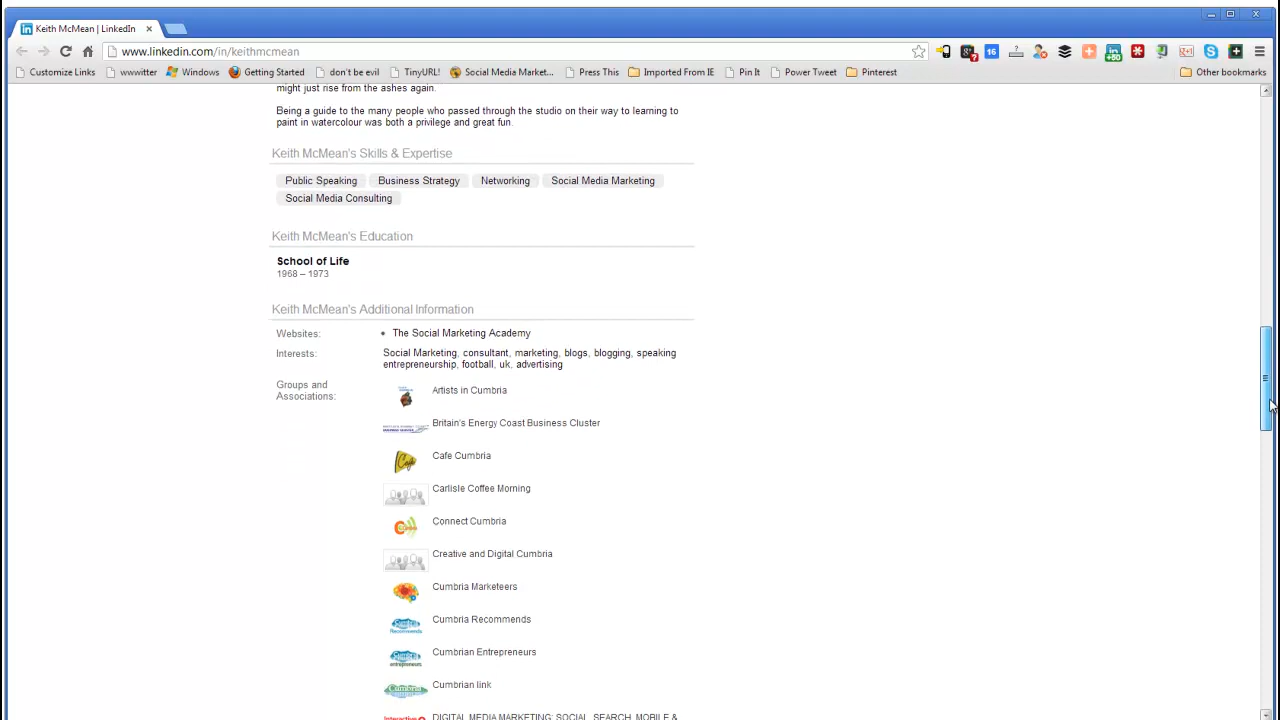 Keith McMean | LinkedIn
www.linkedin.com/in/keithmcmean
Customize Links wwwitter Windows Getting Started don't be evil TinyURL! Social Media Market... Press This Imported From IE Pin It Power Tweet Pinterest Other bookmarks
might just rise from the ashes again.
Being a guide to the many people who passed through the studio on their way to learning to
paint in watercolour was both a privilege and great fun.
Keith McMean's Skills & Expertise
Public Speaking Business Strategy Networking Social Media Marketing
Social Media Consulting
Keith McMean's Education
School of Life
1968 – 1973
Keith McMean's Additional Information
Websites: • The Social Marketing Academy
Interests: Social Marketing, consultant, marketing, blogs, blogging, speaking
entrepreneurship, football, uk, advertising
Groups and
Associations:
Artists in Cumbria
Britain's Energy Coast Business Cluster
Cafe Cumbria
Carlisle Coffee Morning
Connect Cumbria
Creative and Digital Cumbria
Cumbria Marketeers
Cumbria Recommends
Cumbrian Entrepreneurs
Cumbrian link
DIGITAL MEDIA MARKETING: SOCIAL, SEARCH, MOBILE &